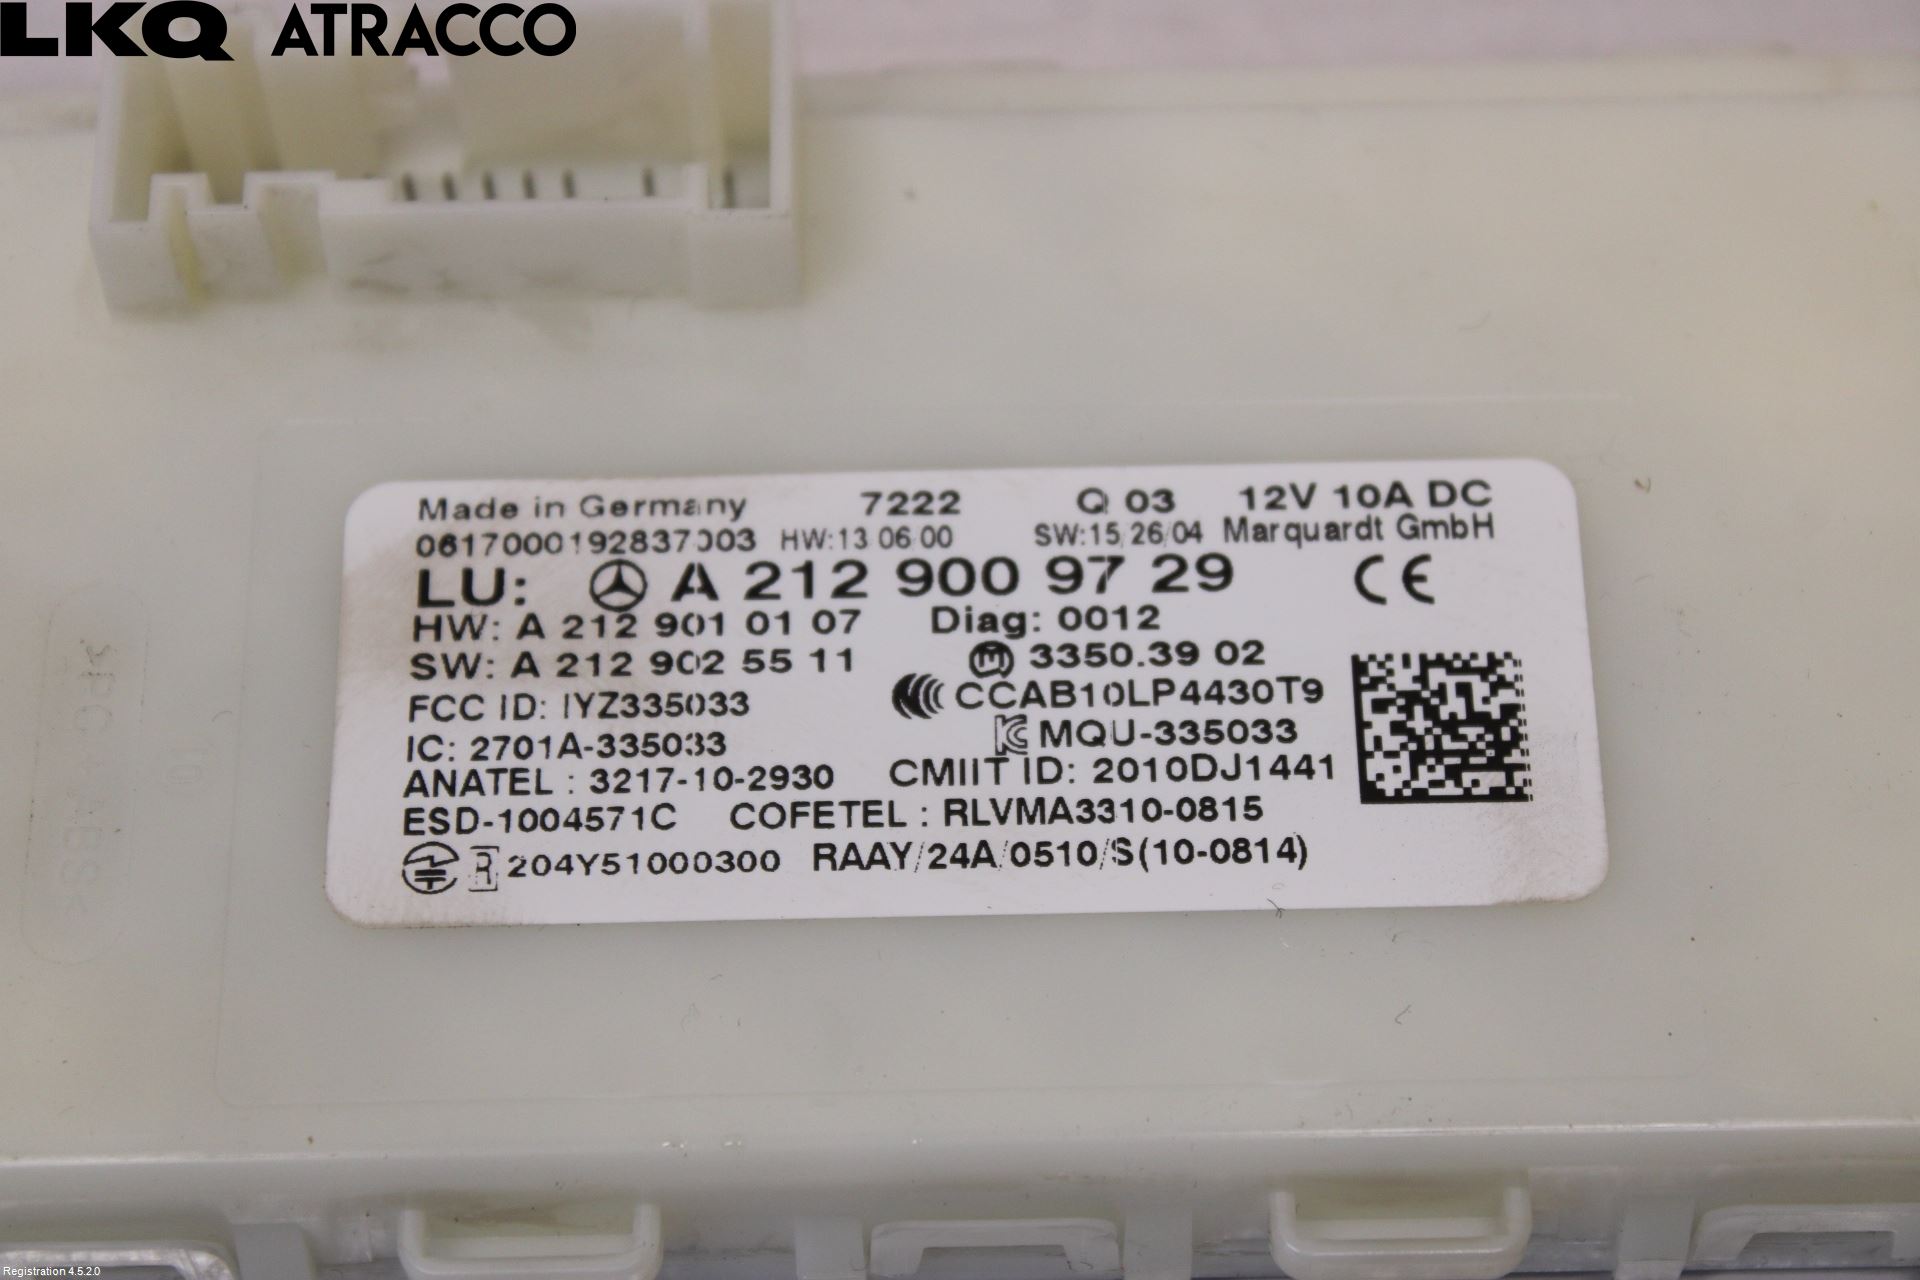 LKQ ATRACCO
Made in Germany 7222 Q 03 12V 10A DC
0617000192837003 HW:13/06/00 SW:15/26/04 Marquardt GmbH
LU: A 212 900 97 29 CE
HW: A 212 901 01 07 Diag: 0012
SW: A 212 902 55 11 M 3350.39 02
FCC ID: IYZ335033 CCAB10LP4430T9
IC: 2701A-335033 MQU-335033
ANATEL : 3217-10-2930 CMIIT ID: 2010DJ1441
ESD-1004571C COFETEL : RLVMA3310-0815
R 204Y51000300 RAAY/24A/0510/S(10-0814)
>PC+ABS<
10
Registration 4.5.2.0